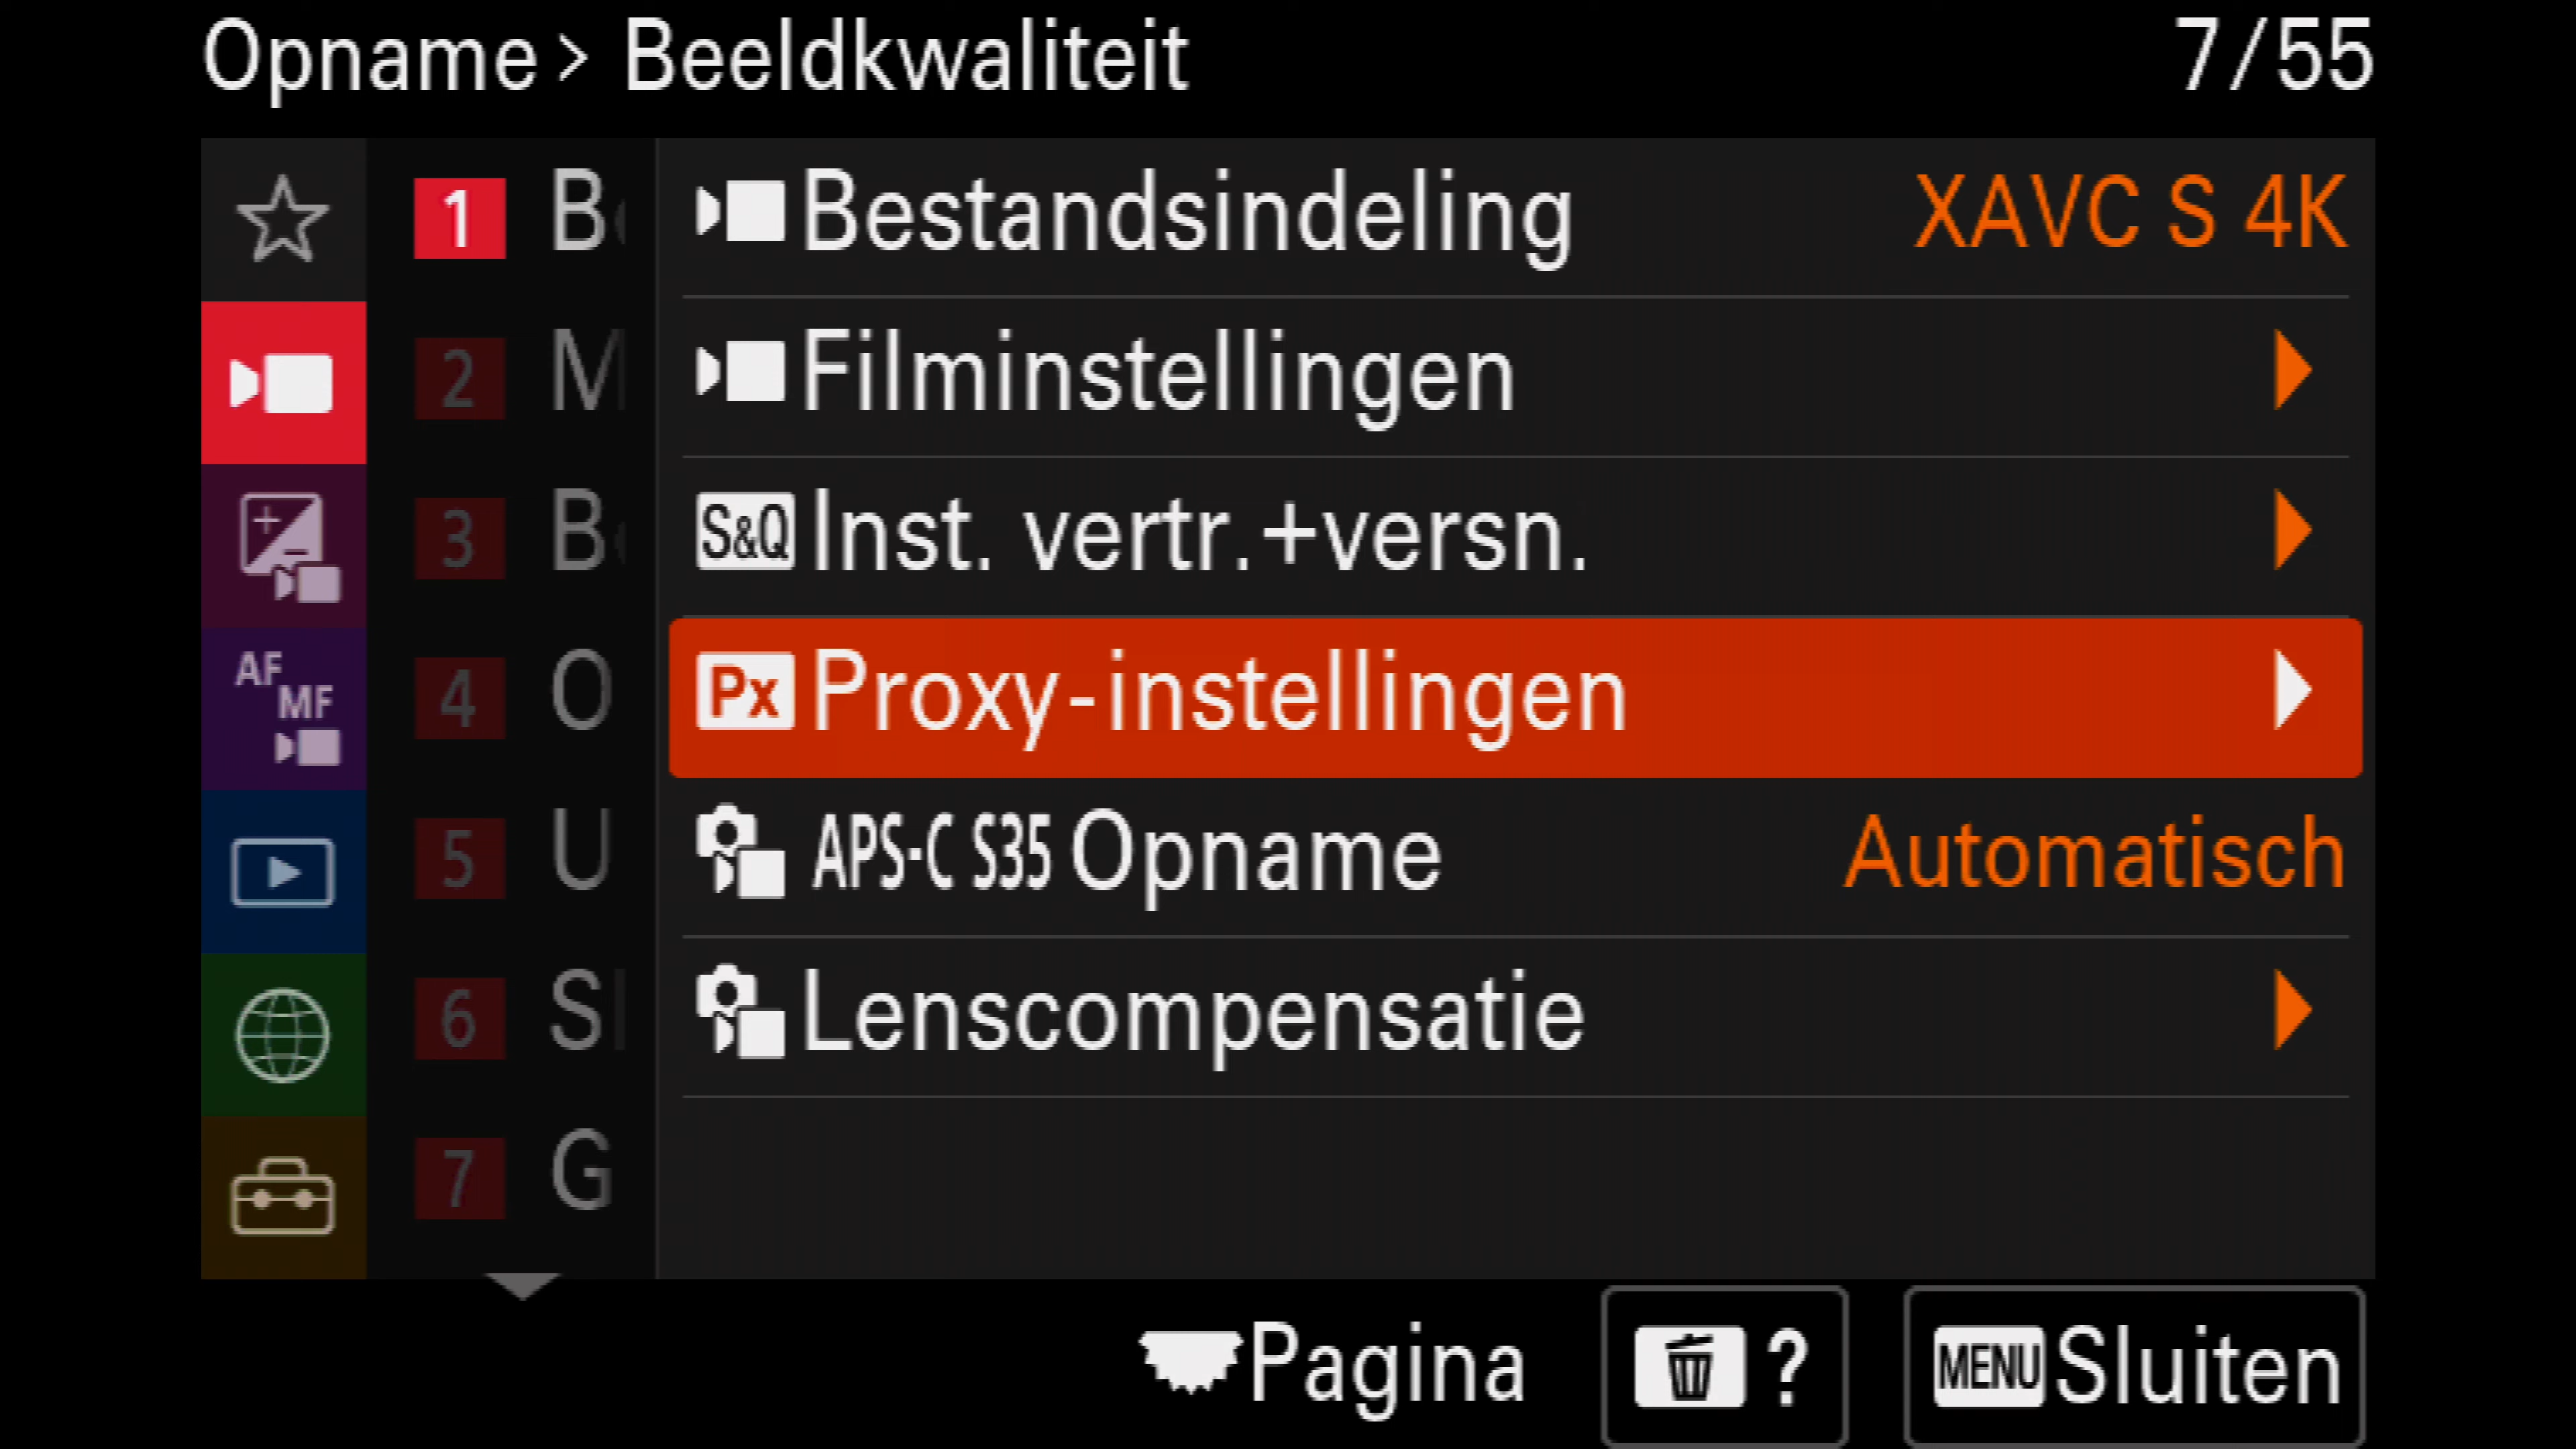 Opname > Beeldkwaliteit 7/55
1 B
Bestandsindeling XAVC S 4K
2 M
Filminstellingen
3 B
S&Q Inst. vertr.+versn.
AF MF
4 O
Px Proxy-instellingen
5 U
APS-C S35 Opname Automatisch
6 S
Lenscompensatie
7 G
Pagina ? MENU Sluiten